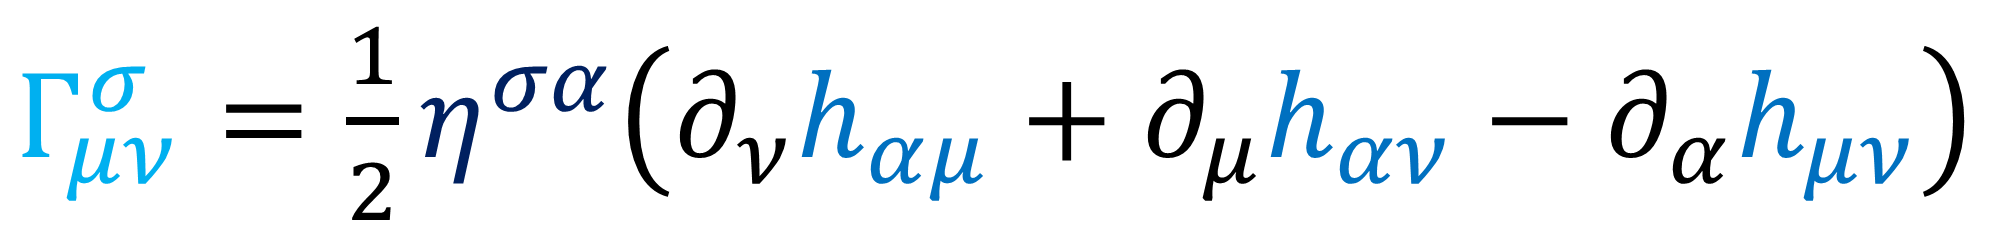 Γ^σ_μν = 1/2 η^σα (∂_ν h_αμ + ∂_μ h_αν − ∂_α h_μν)